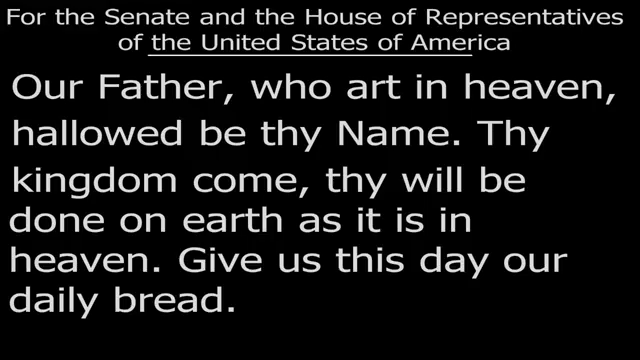 For the Senate and the House of Representatives
of the United States of America
Our Father, who art in heaven,
hallowed be thy Name. Thy
kingdom come, thy will be
done on earth as it is in
heaven. Give us this day our
daily bread.